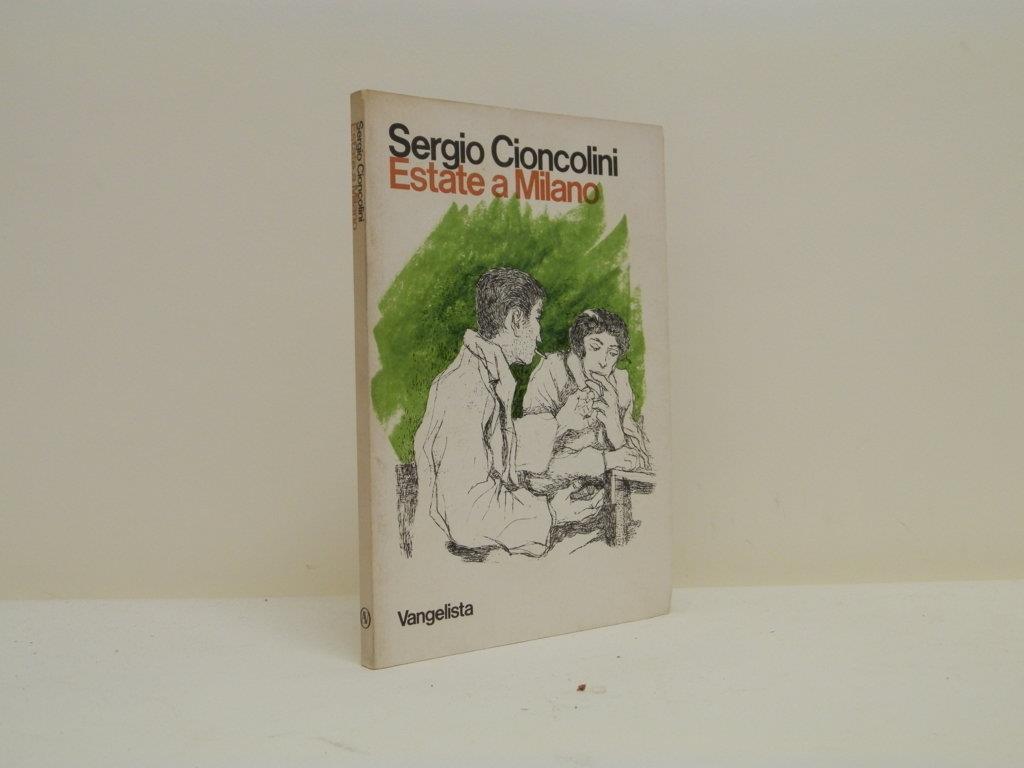 Sergio Cioncolini
Estate a Milano
Vangelista
Sergio Cioncolini
Estate a Milano